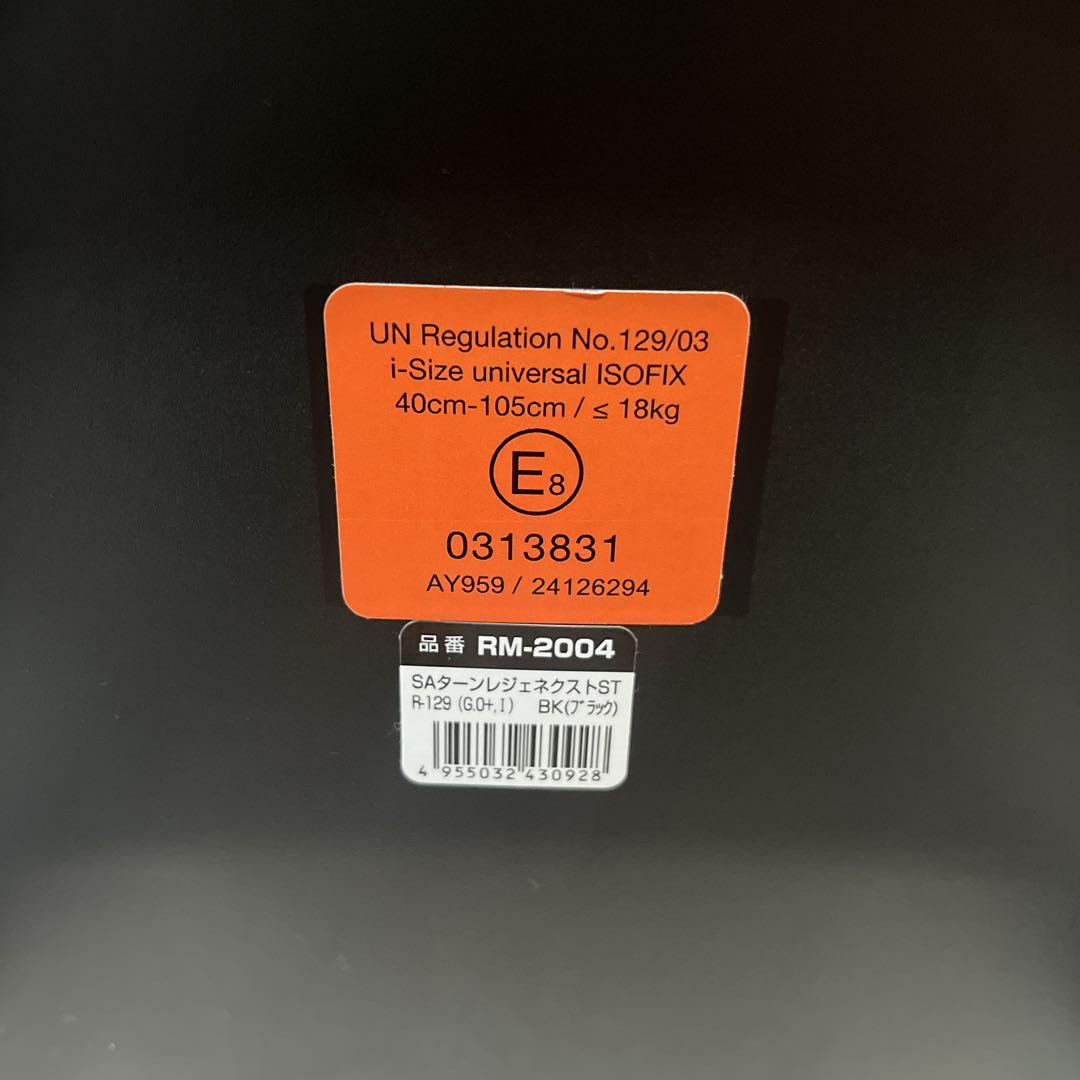 UN Regulation No.129/03
i-Size universal ISOFIX
40cm-105cm / ≤ 18kg
E8
0313831
AY959 / 24126294
品番 RM-2004
SAターンレジェネクストST
R-129 (G.0+,I) BK(ブラック)
4 955032 430928